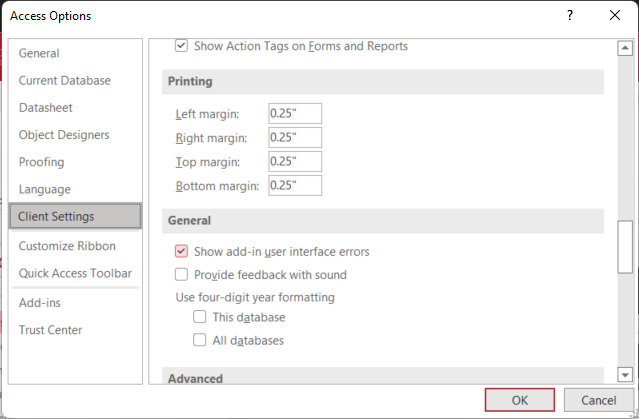 Access Options
?
General
Current Database
Datasheet
Object Designers
Proofing
Language
Client Settings
Customize Ribbon
Quick Access Toolbar
Add-ins
Trust Center
Show Action Tags on Forms and Reports
Printing
Left margin: 0.25"
Right margin: 0.25"
Top margin: 0.25"
Bottom margin: 0.25"
General
Show add-in user interface errors
Provide feedback with sound
Use four-digit year formatting
This database
All databases
Advanced
OK Cancel